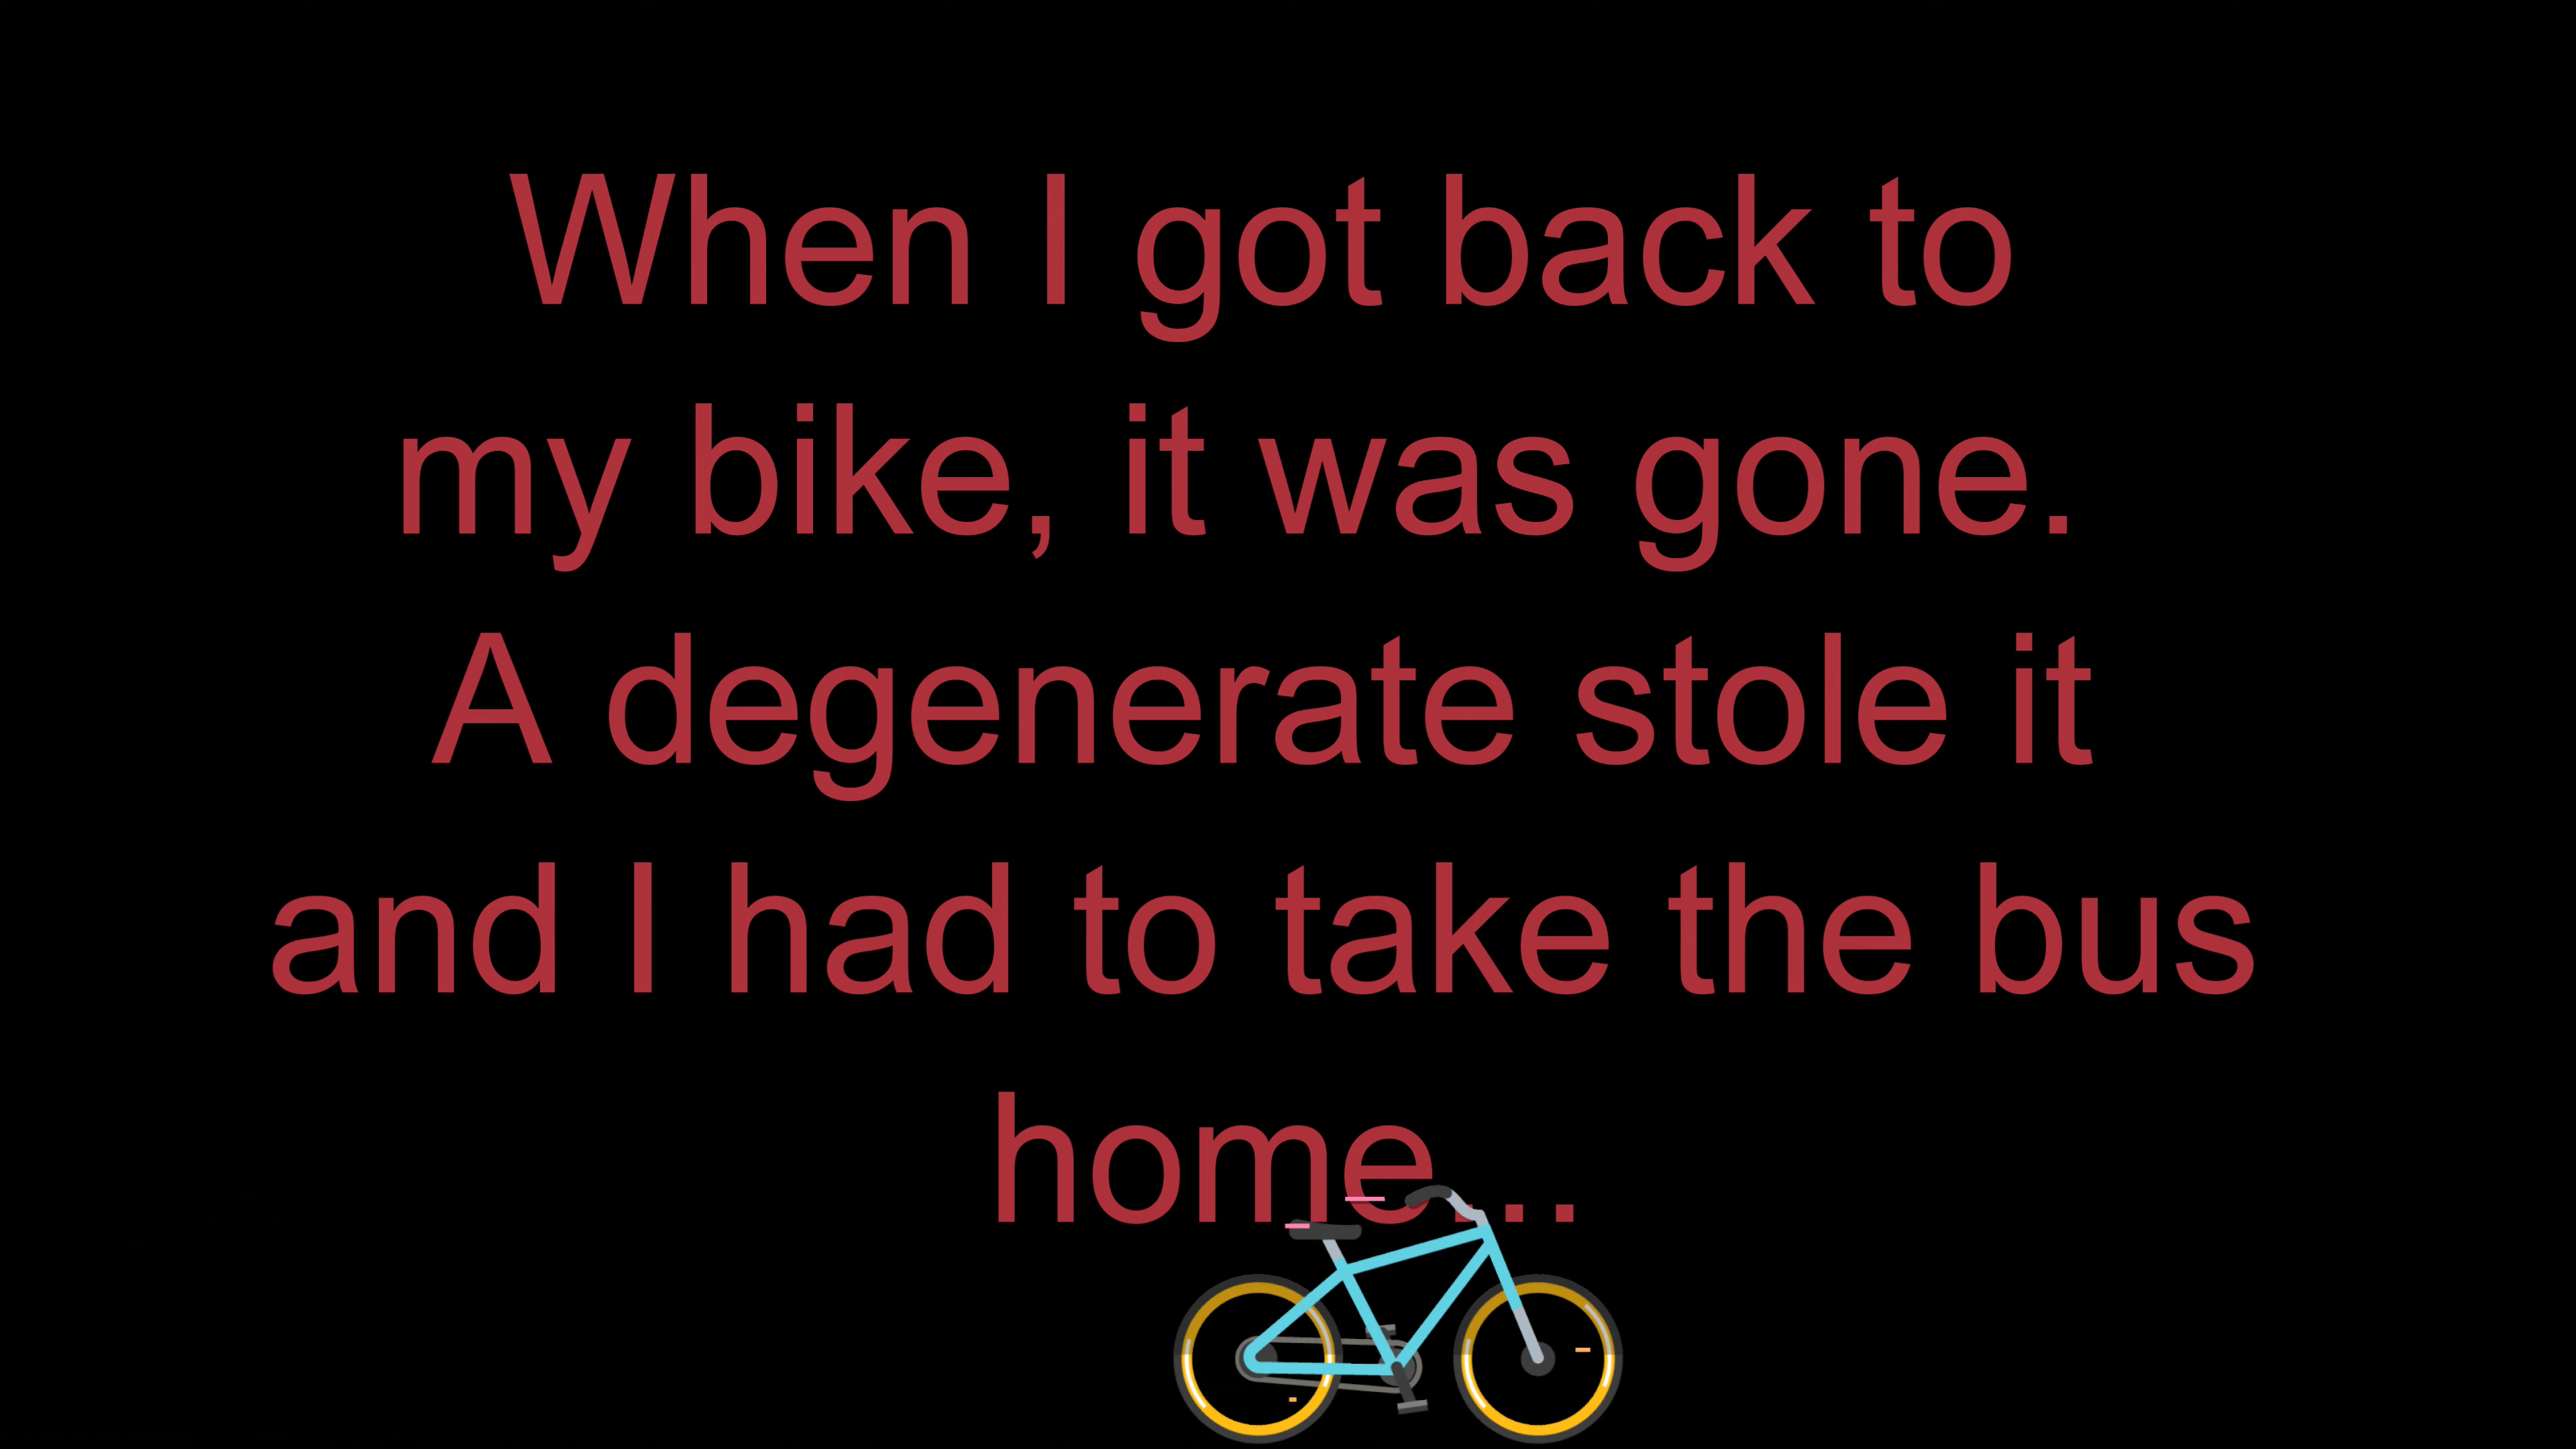 When I got back to
my bike, it was gone.
A degenerate stole it
and I had to take the bus
home...